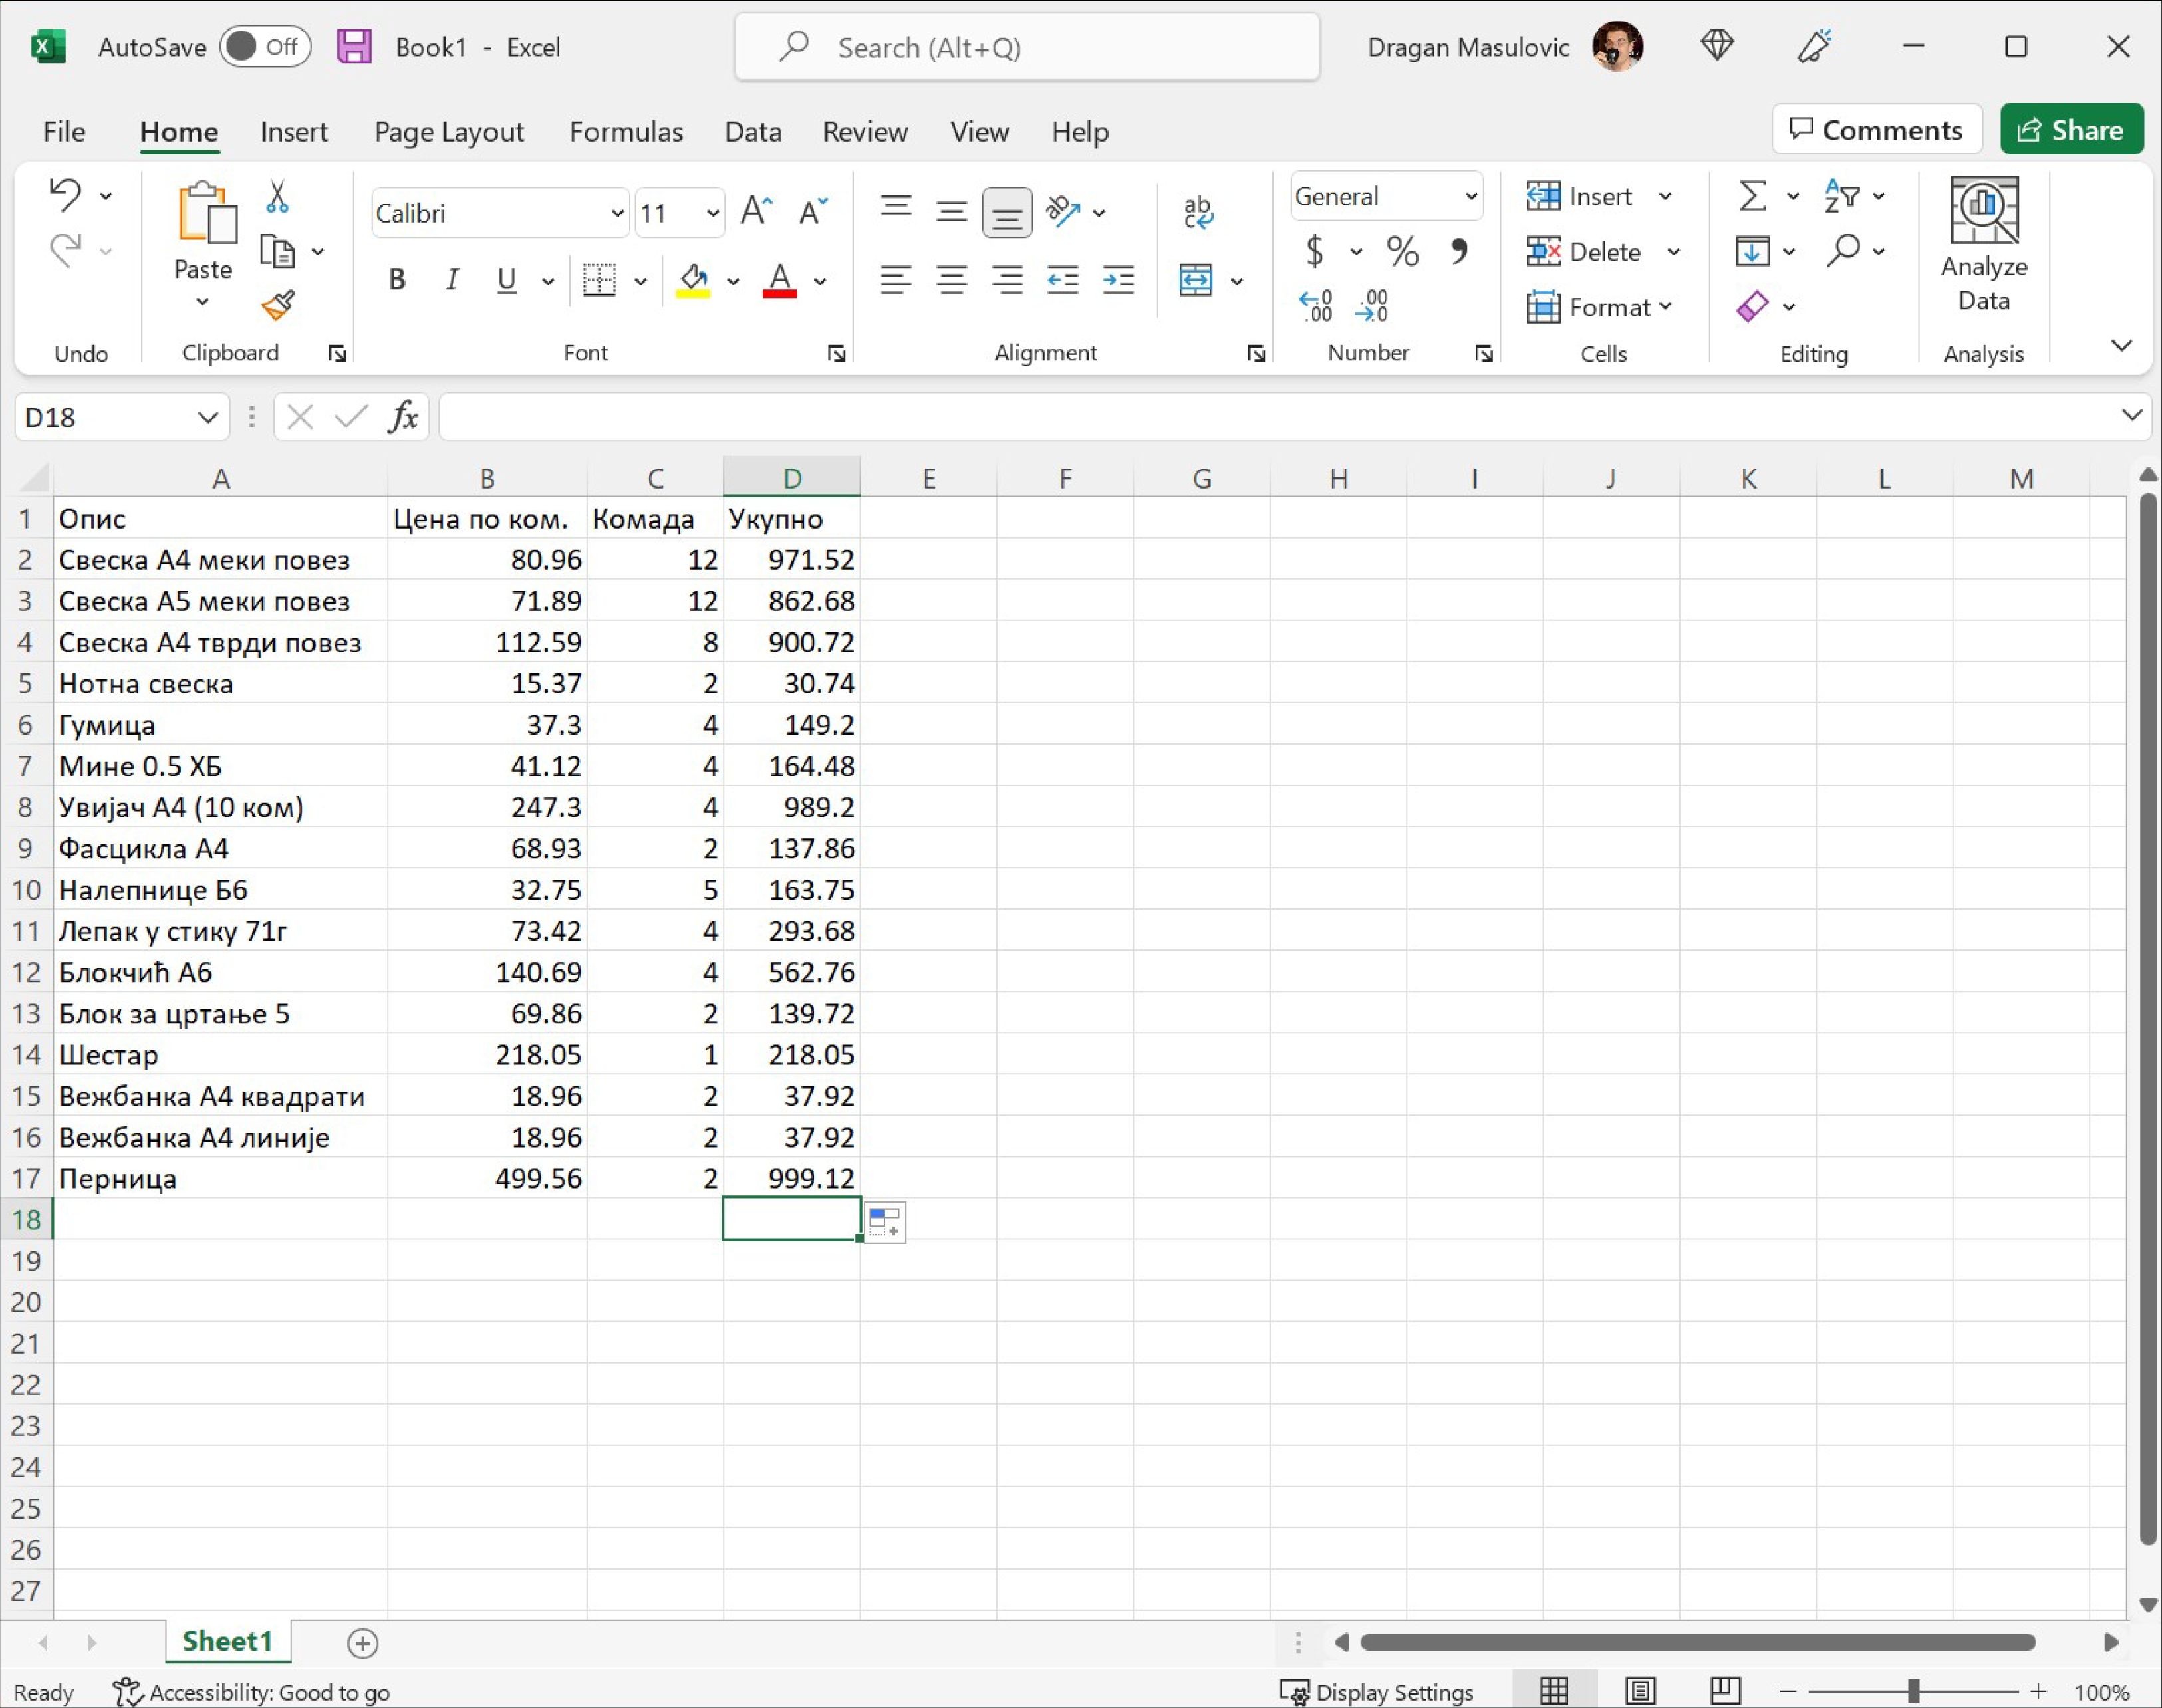 AutoSave Off Book1 - Excel Search (Alt+Q) Dragan Masulovic
File Home Insert Page Layout Formulas Data Review View Help Comments Share
Paste Calibri 11 General Insert Delete Format Analyze Data
Undo Clipboard Font Alignment Number Cells Editing Analysis
D18 fx
A B C D E F G H I J K L M
1 Опис Цена по ком. Комада Укупно
2 Свеска А4 меки повез 80.96 12 971.52
3 Свеска А5 меки повез 71.89 12 862.68
4 Свеска А4 тврди повез 112.59 8 900.72
5 Нотна свеска 15.37 2 30.74
6 Гумица 37.3 4 149.2
7 Мине 0.5 ХБ 41.12 4 164.48
8 Увијач А4 (10 ком) 247.3 4 989.2
9 Фасцикла А4 68.93 2 137.86
10 Налепнице Б6 32.75 5 163.75
11 Лепак у стику 71г 73.42 4 293.68
12 Блокчић А6 140.69 4 562.76
13 Блок за цртање 5 69.86 2 139.72
14 Шестар 218.05 1 218.05
15 Вежбанка А4 квадрати 18.96 2 37.92
16 Вежбанка А4 линије 18.96 2 37.92
17 Перница 499.56 2 999.12
18
19
20
21
22
23
24
25
26
27
Sheet1
Ready Accessibility: Good to go Display Settings 100%